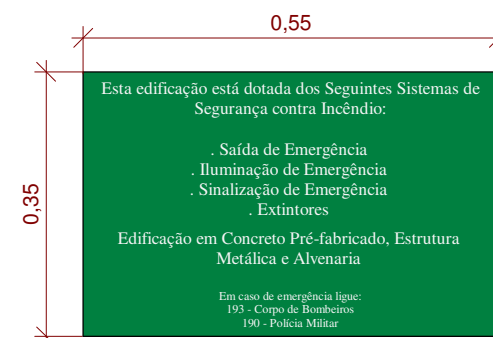 0,55
0,35
Esta edificação está dotada dos Seguintes Sistemas de
Segurança contra Incêndio:
. Saída de Emergência
. Iluminação de Emergência
. Sinalização de Emergência
. Extintores
Edificação em Concreto Pré-fabricado, Estrutura
Metálica e Alvenaria
Em caso de emergência ligue:
193 - Corpo de Bombeiros
190 - Polícia Militar